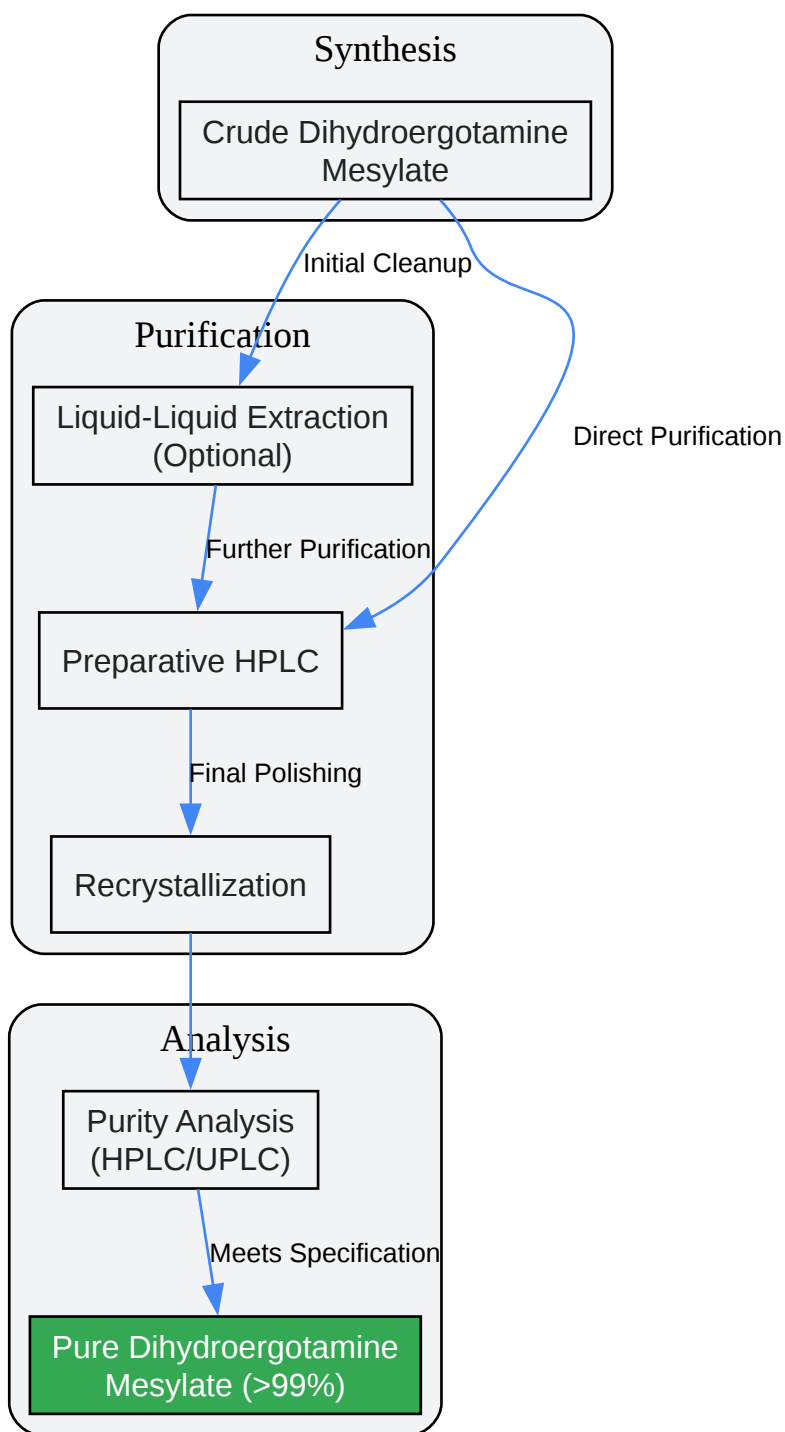 Synthesis
Crude Dihydroergotamine
Mesylate
Initial Cleanup
Purification
Liquid-Liquid Extraction
(Optional)
Direct Purification
Further Purification
Preparative HPLC
Final Polishing
Recrystallization
Analysis
Purity Analysis
(HPLC/UPLC)
Meets Specification
Pure Dihydroergotamine
Mesylate (>99%)